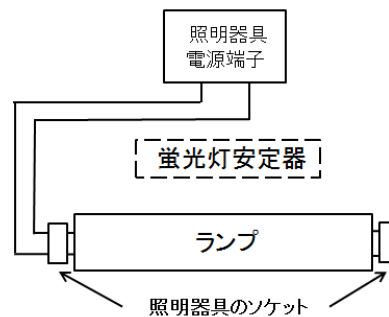 照明器具
電源端子
蛍光灯安定器
ランプ
照明器具のソケット